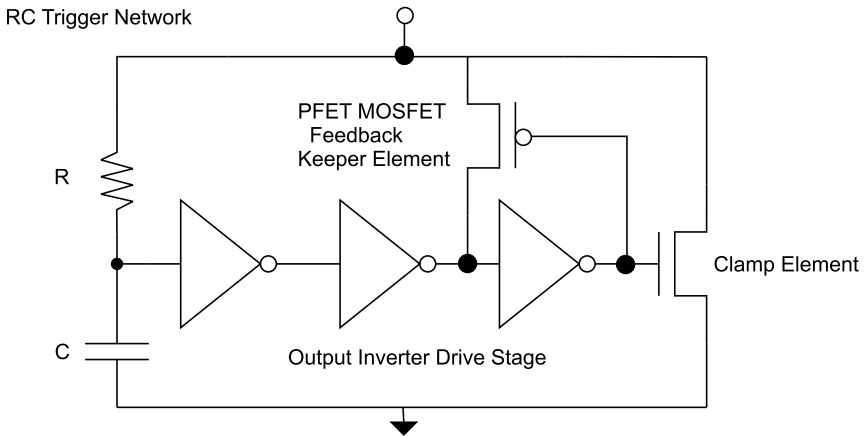 RC Trigger Network
PFET MOSFET
Feedback
Keeper Element
R
Clamp Element
C
Output Inverter Drive Stage